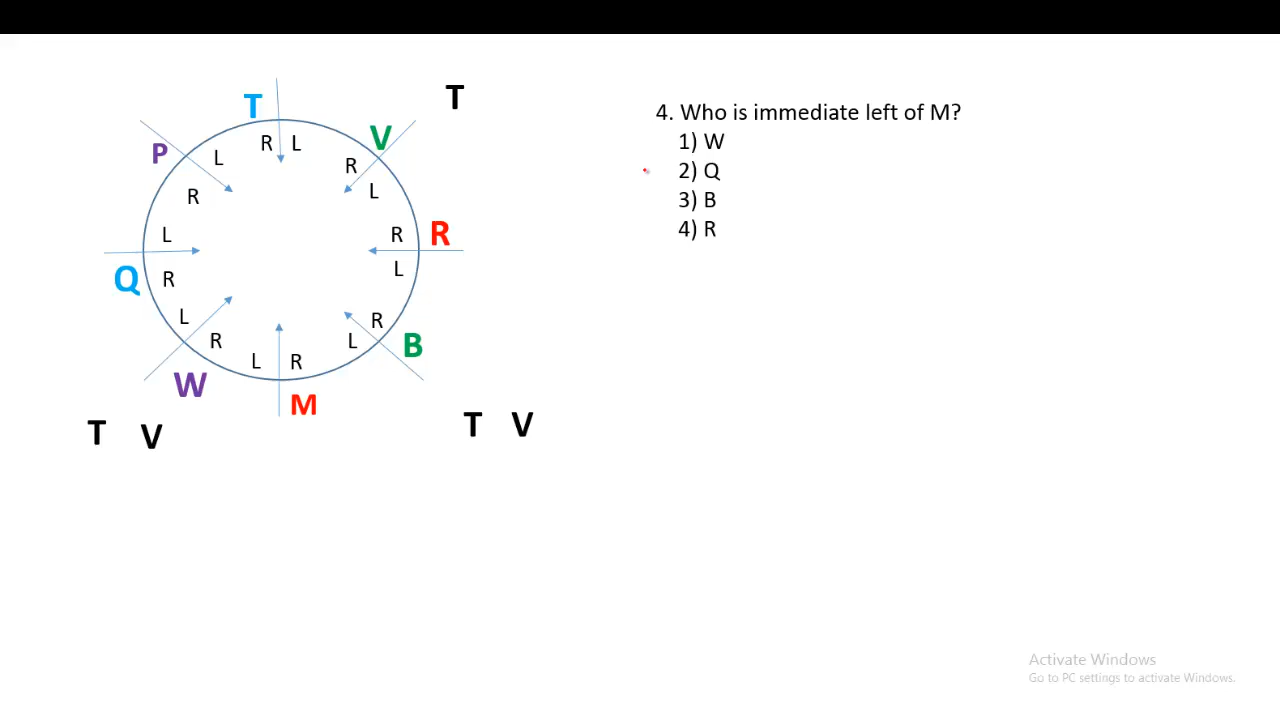 T
T
V
P
R L
L
R
R
L
R
L
R
R
L
Q
R
L
L
R
R
L
B
L R
W
M
T V
T V
4. Who is immediate left of M?
1) W
2) Q
3) B
4) R
Activate Windows
Go to PC settings to activate Windows.